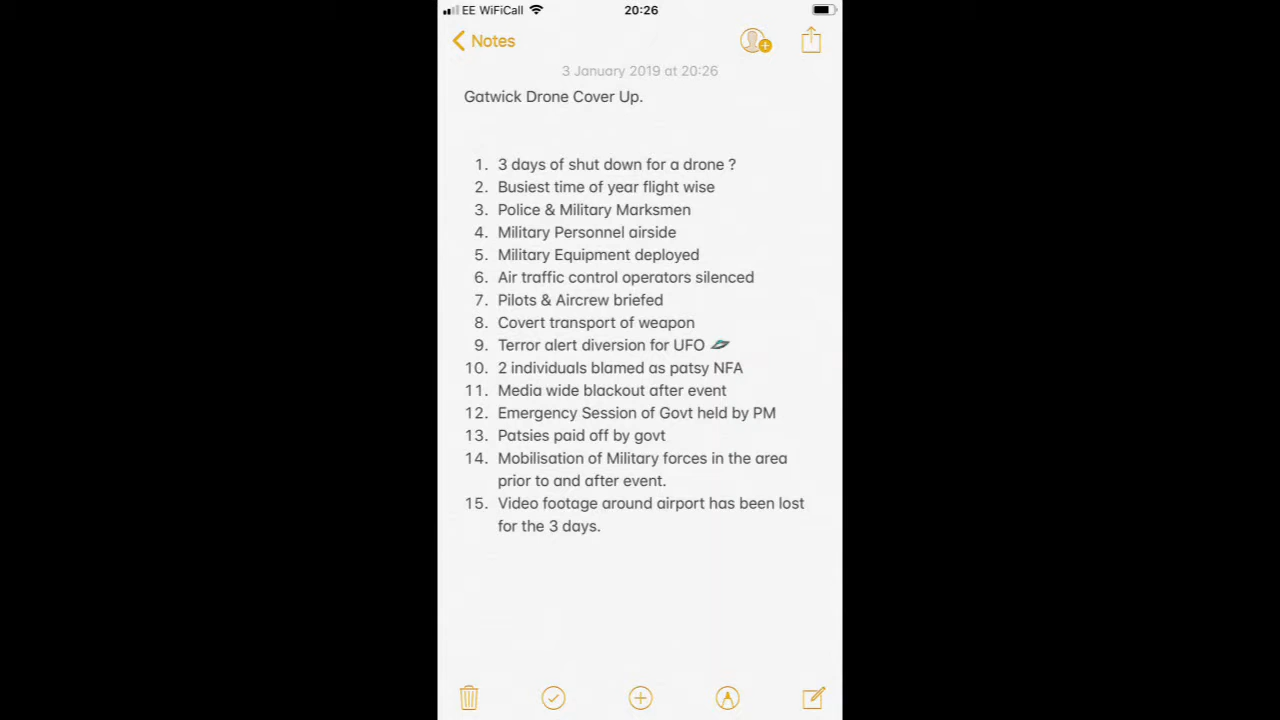 EE WiFiCall
20:26
Notes
3 January 2019 at 20:26
Gatwick Drone Cover Up.
1. 3 days of shut down for a drone ?
2. Busiest time of year flight wise
3. Police & Military Marksmen
4. Military Personnel airside
5. Military Equipment deployed
6. Air traffic control operators silenced
7. Pilots & Aircrew briefed
8. Covert transport of weapon
9. Terror alert diversion for UFO
10. 2 individuals blamed as patsy NFA
11. Media wide blackout after event
12. Emergency Session of Govt held by PM
13. Patsies paid off by govt
14. Mobilisation of Military forces in the area
prior to and after event.
15. Video footage around airport has been lost
for the 3 days.